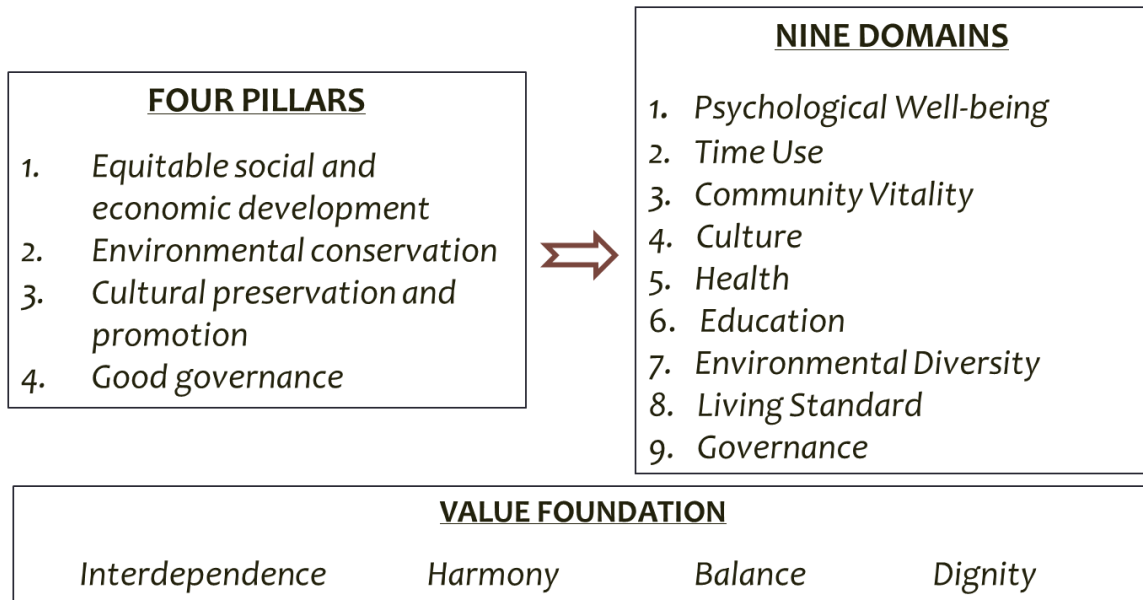 FOUR PILLARS
1. Equitable social and
economic development
2. Environmental conservation
3. Cultural preservation and
promotion
4. Good governance
NINE DOMAINS
1. Psychological Well-being
2. Time Use
3. Community Vitality
4. Culture
5. Health
6. Education
7. Environmental Diversity
8. Living Standard
9. Governance
VALUE FOUNDATION
Interdependence Harmony Balance Dignity